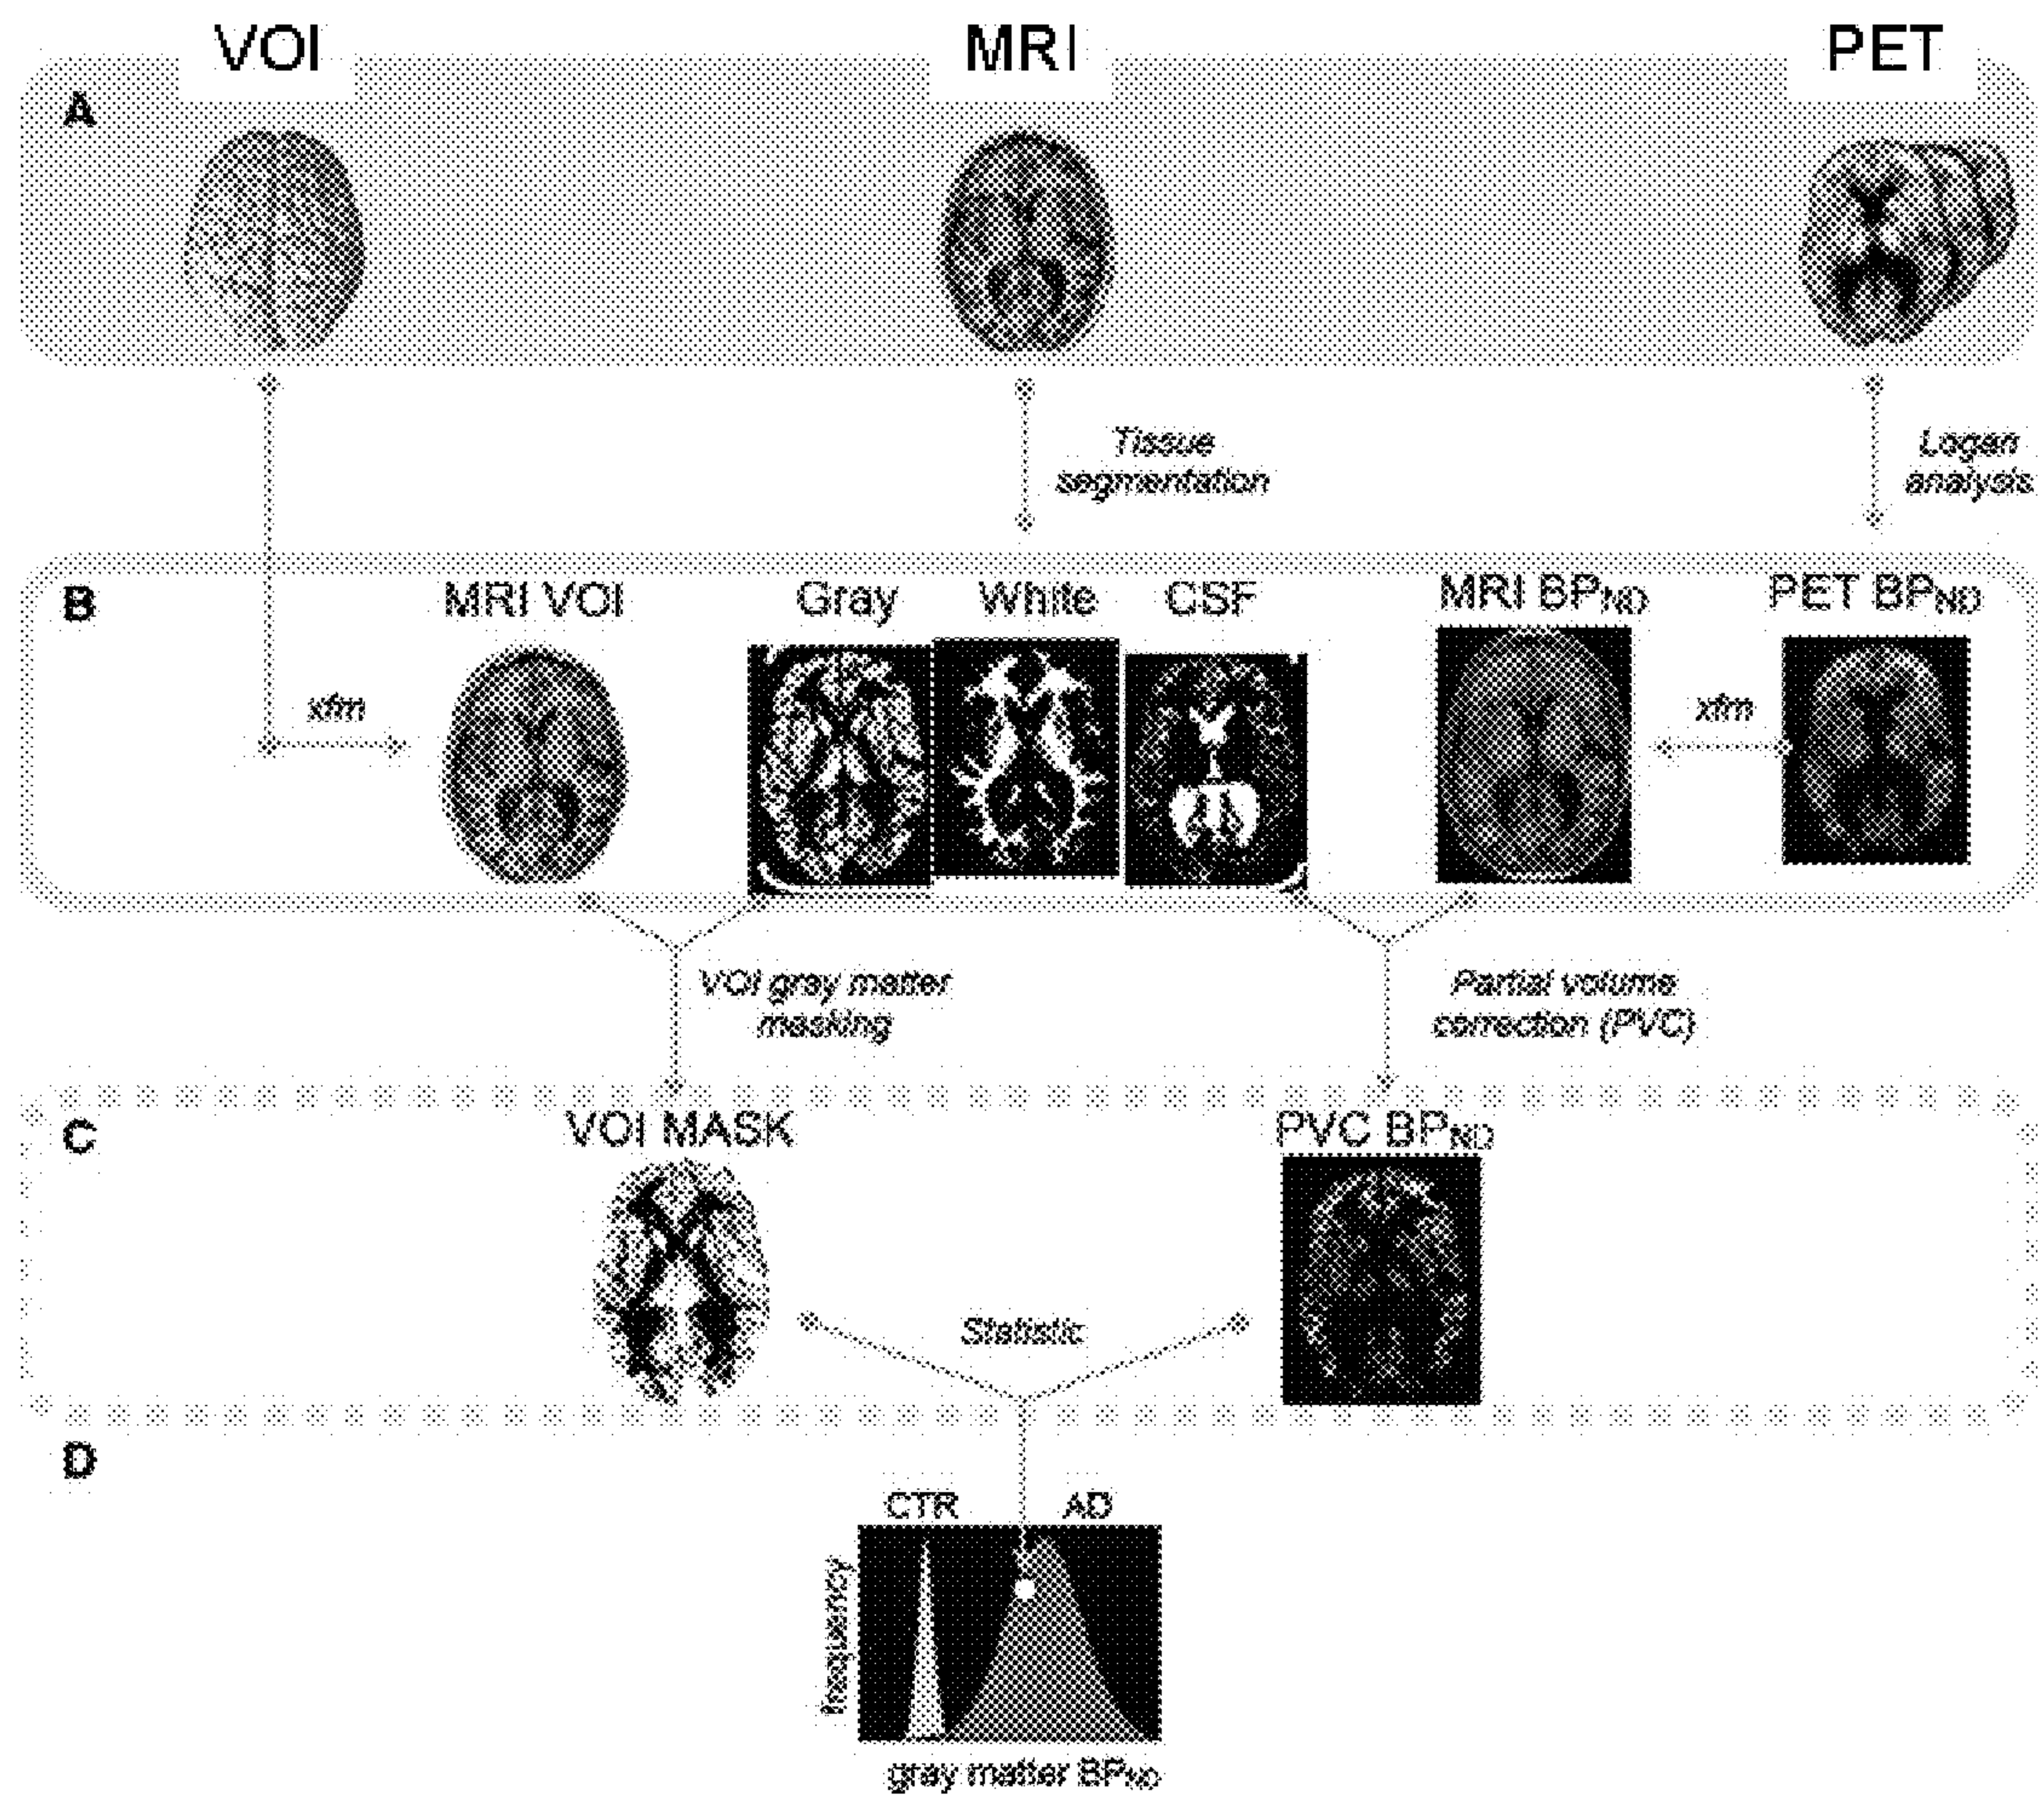 VOI MRI PET
A
Tissue
segmentation
Logan
analysis
B
MRI VOI Gray White CSF MRI BPND PET BPND
xfm
xfm
VOI gray matter
masking
Partial volume
correction (PVC)
C
VOI MASK
PVC BPND
Statistic
D
CTR AD
frequency
gray matter BPND